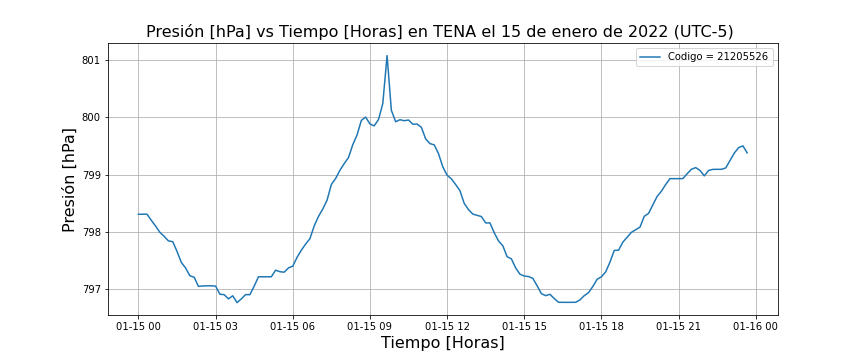 Presión [hPa] vs Tiempo [Horas] en TENA el 15 de enero de 2022 (UTC-5)
Codigo = 21205526
Presión [hPa]
801
800
799
798
797
01-15 00 01-15 03 01-15 06 01-15 09 01-15 12 01-15 15 01-15 18 01-15 21 01-16 00
Tiempo [Horas]